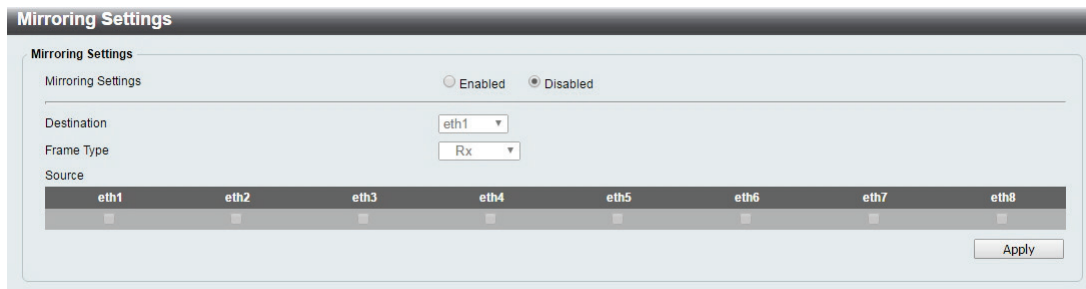 Mirroring Settings
Mirroring Settings
Mirroring Settings Enabled Disabled
Destination eth1
Frame Type Rx
Source
eth1 eth2 eth3 eth4 eth5 eth6 eth7 eth8
Apply